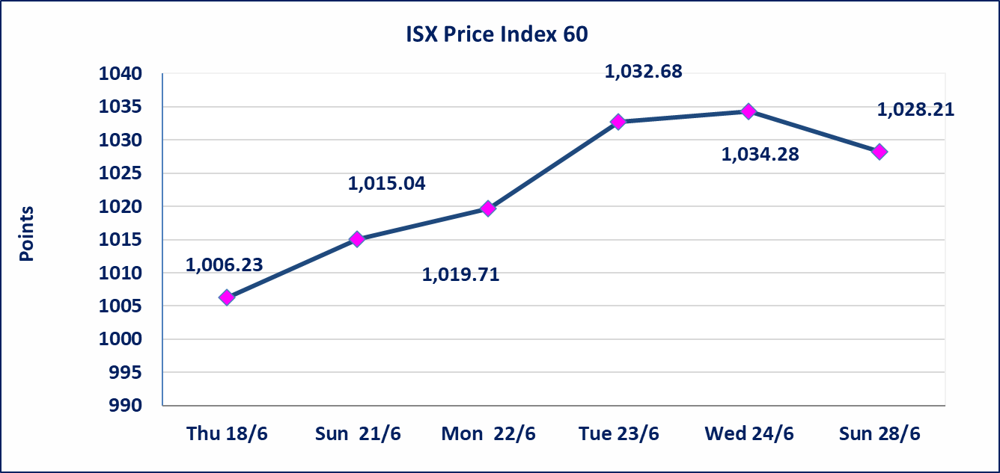 ISX Price Index 60
Points
1040
1035
1030
1025
1020
1015
1010
1005
1000
995
990
1,006.23
1,015.04
1,019.71
1,032.68
1,034.28
1,028.21
Thu 18/6
Sun  21/6
Mon  22/6
Tue 23/6
Wed 24/6
Sun 28/6